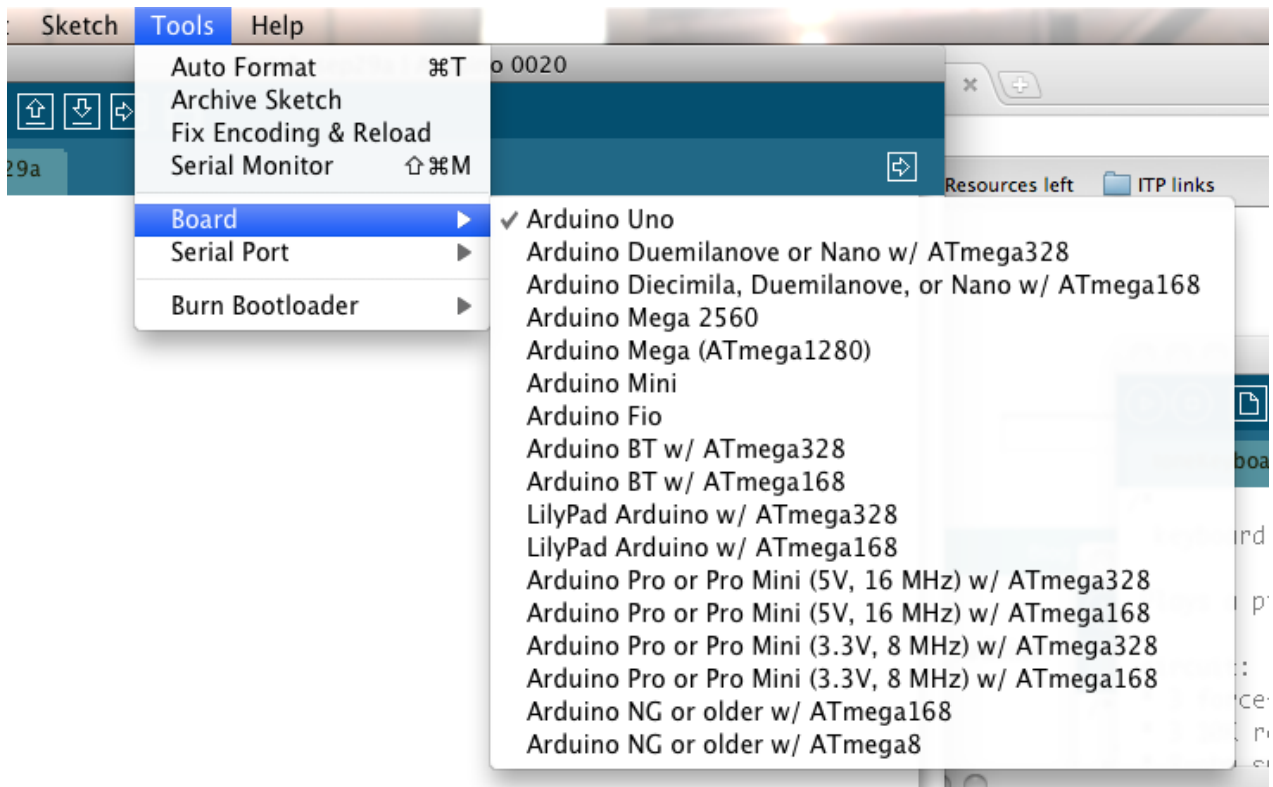 Sketch Tools Help
o 0020
Auto Format ⌘T
Archive Sketch
Fix Encoding & Reload
Serial Monitor ⇧⌘M
29a
Resources left ITP links
Board
Serial Port
Burn Bootloader
✓ Arduino Uno
Arduino Duemilanove or Nano w/ ATmega328
Arduino Diecimila, Duemilanove, or Nano w/ ATmega168
Arduino Mega 2560
Arduino Mega (ATmega1280)
Arduino Mini
Arduino Fio
Arduino BT w/ ATmega328
Arduino BT w/ ATmega168
LilyPad Arduino w/ ATmega328
LilyPad Arduino w/ ATmega168
Arduino Pro or Pro Mini (5V, 16 MHz) w/ ATmega328
Arduino Pro or Pro Mini (5V, 16 MHz) w/ ATmega168
Arduino Pro or Pro Mini (3.3V, 8 MHz) w/ ATmega328
Arduino Pro or Pro Mini (3.3V, 8 MHz) w/ ATmega168
Arduino NG or older w/ ATmega168
Arduino NG or older w/ ATmega8